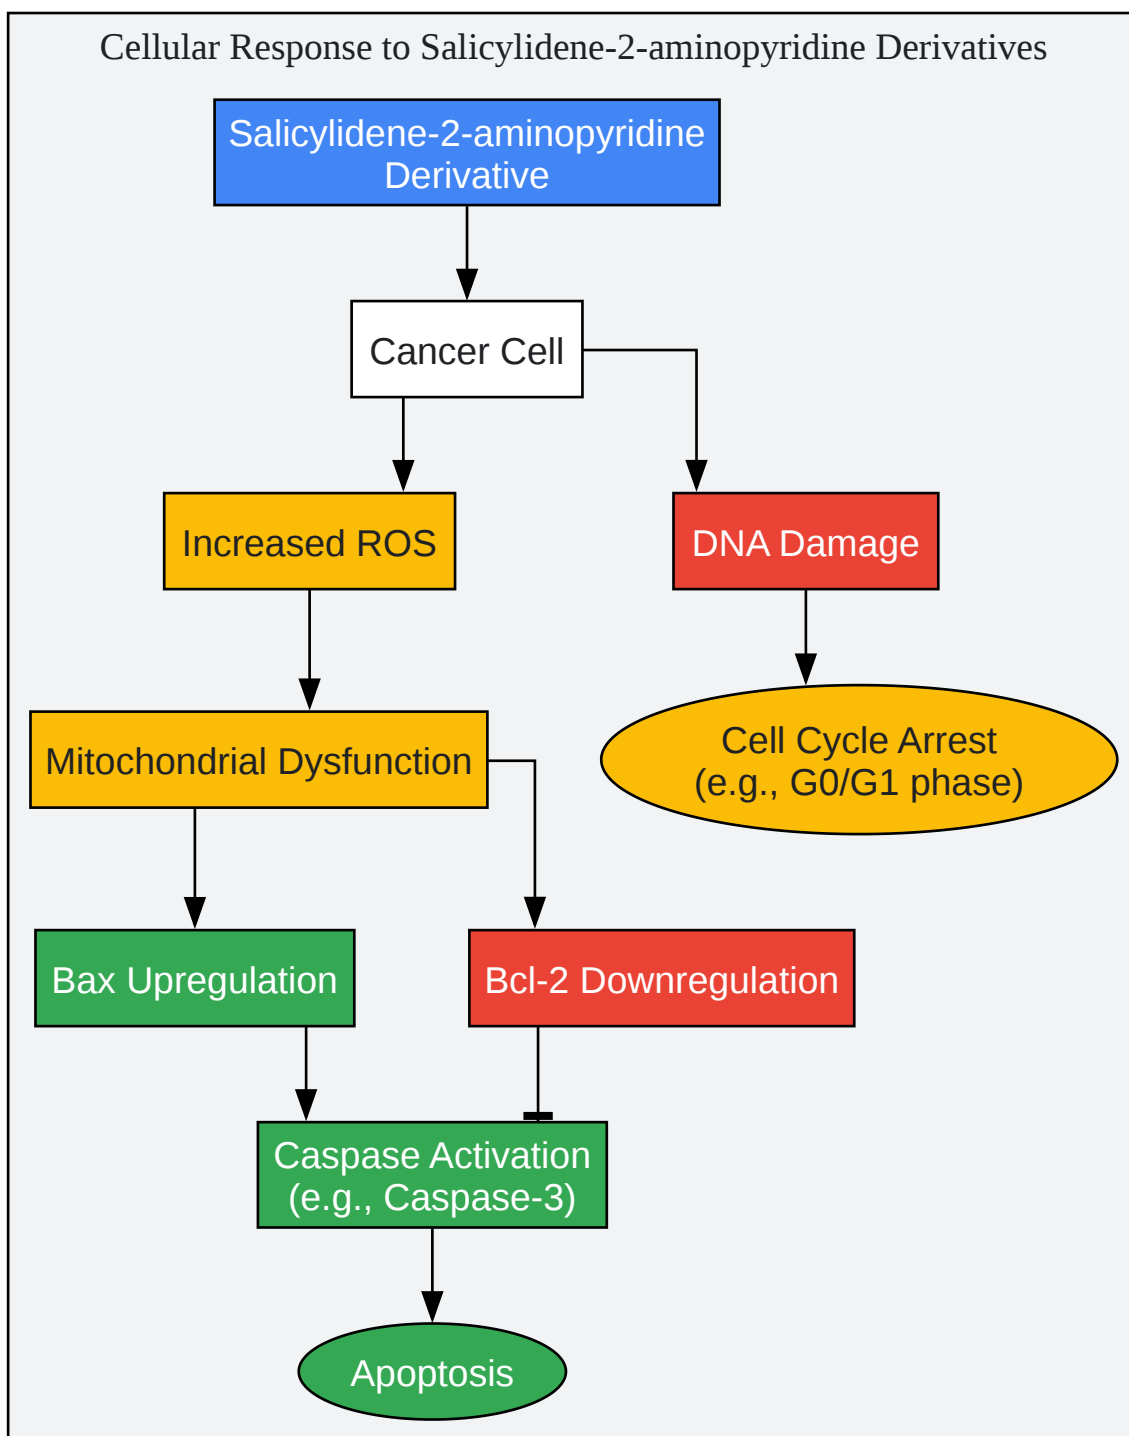 Cellular Response to Salicylidene-2-aminopyridine Derivatives
Salicylidene-2-aminopyridine
Derivative
Cancer Cell
Increased ROS
DNA Damage
Mitochondrial Dysfunction
Cell Cycle Arrest
(e.g., G0/G1 phase)
Bax Upregulation
Bcl-2 Downregulation
Caspase Activation
(e.g., Caspase-3)
Apoptosis